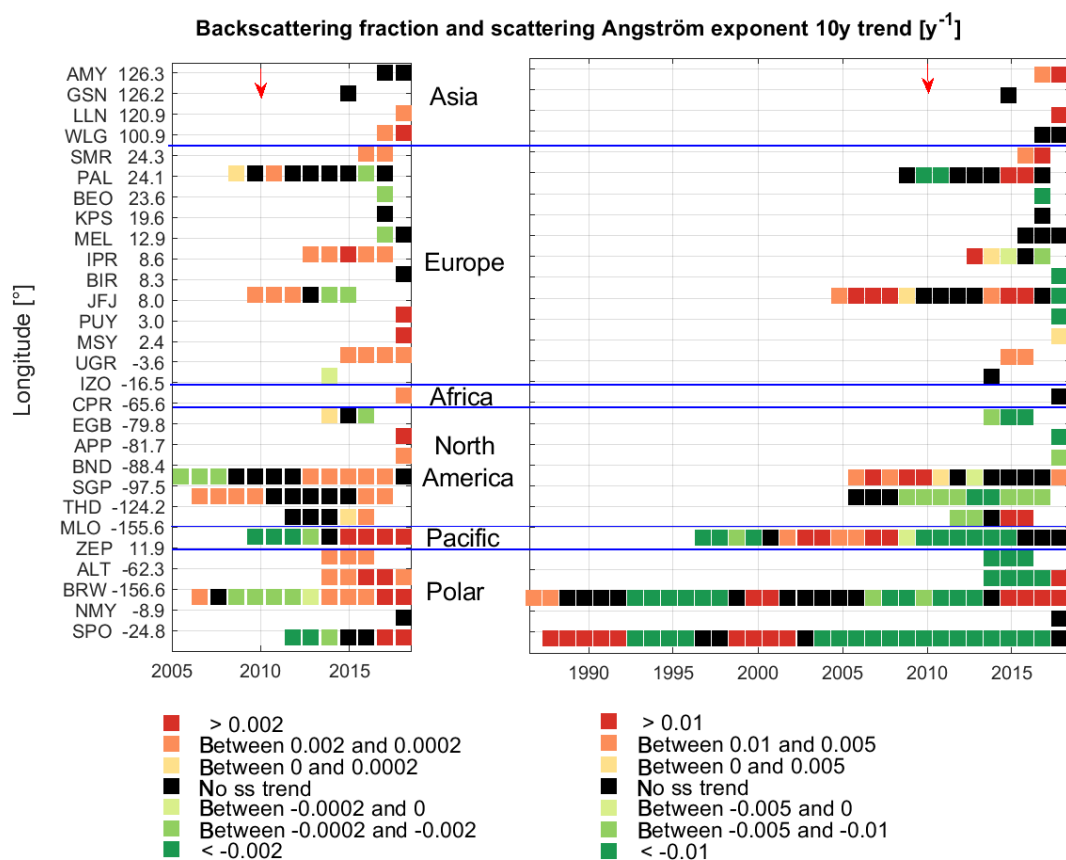 Backscattering fraction and scattering Angström exponent 10y trend [y-1]
Longitude [°]
AMY 126.3
GSN 126.2
LLN 120.9
WLG 100.9
SMR 24.3
PAL 24.1
BEO 23.6
KPS 19.6
MEL 12.9
IPR 8.6
BIR 8.3
JFJ 8.0
PUY 3.0
MSY 2.4
UGR -3.6
IZO -16.5
CPR -65.6
EGB -79.8
APP -81.7
BND -88.4
SGP -97.5
THD -124.2
MLO -155.6
ZEP 11.9
ALT -62.3
BRW -156.6
NMY -8.9
SPO -24.8
Asia
Europe
Africa
North
America
Pacific
Polar
2005 2010 2015
1990 1995 2000 2005 2010 2015
> 0.002
Between 0.002 and 0.0002
Between 0 and 0.0002
No ss trend
Between -0.0002 and 0
Between -0.0002 and -0.002
< -0.002
> 0.01
Between 0.01 and 0.005
Between 0 and 0.005
No ss trend
Between -0.005 and 0
Between -0.005 and -0.01
< -0.01